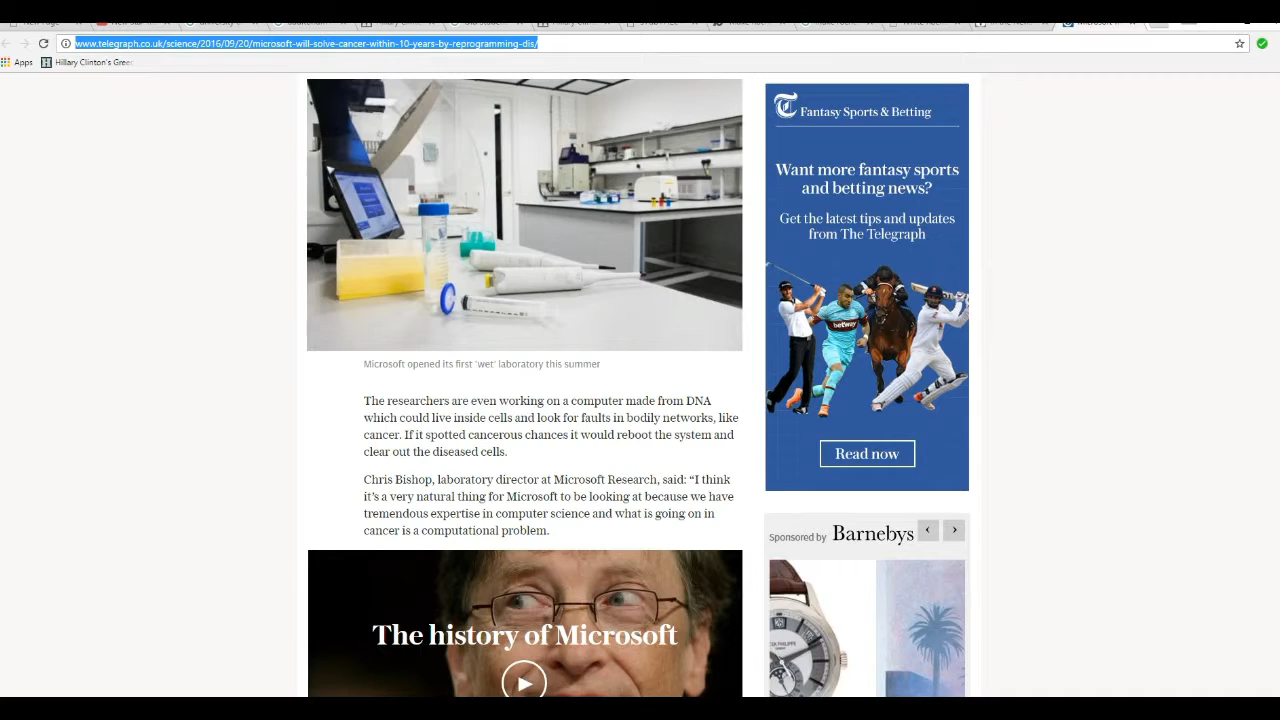 www.telegraph.co.uk/science/2016/09/20/microsoft-will-solve-cancer-within-10-years-by-reprogramming-dis/
Apps
Hillary Clinton's Gree
Microsoft opened its first 'wet' laboratory this summer
The researchers are even working on a computer made from DNA
which could live inside cells and look for faults in bodily networks, like
cancer. If it spotted cancerous chances it would reboot the system and
clear out the diseased cells.
Chris Bishop, laboratory director at Microsoft Research, said: “I think
it’s a very natural thing for Microsoft to be looking at because we have
tremendous expertise in computer science and what is going on in
cancer is a computational problem.
The history of Microsoft
T Fantasy Sports & Betting
Want more fantasy sports
and betting news?
Get the latest tips and updates
from The Telegraph
betway
Read now
Sponsored by Barnebys